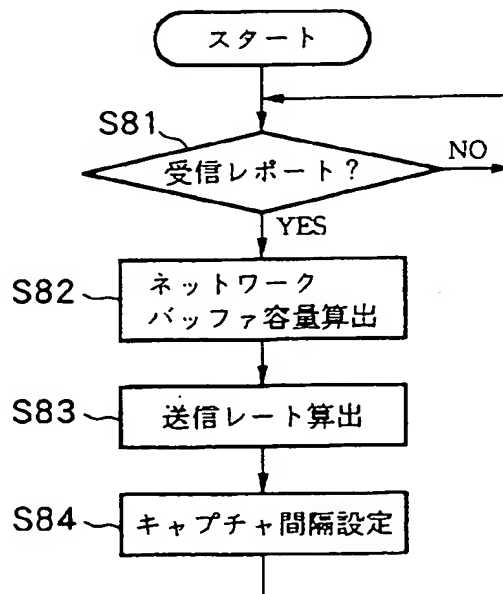 スタート
S81
受信レポート?
NO
YES
S82
ネットワーク
バッファ容量算出
S83
送信レート算出
S84
キャプチャ間隔設定